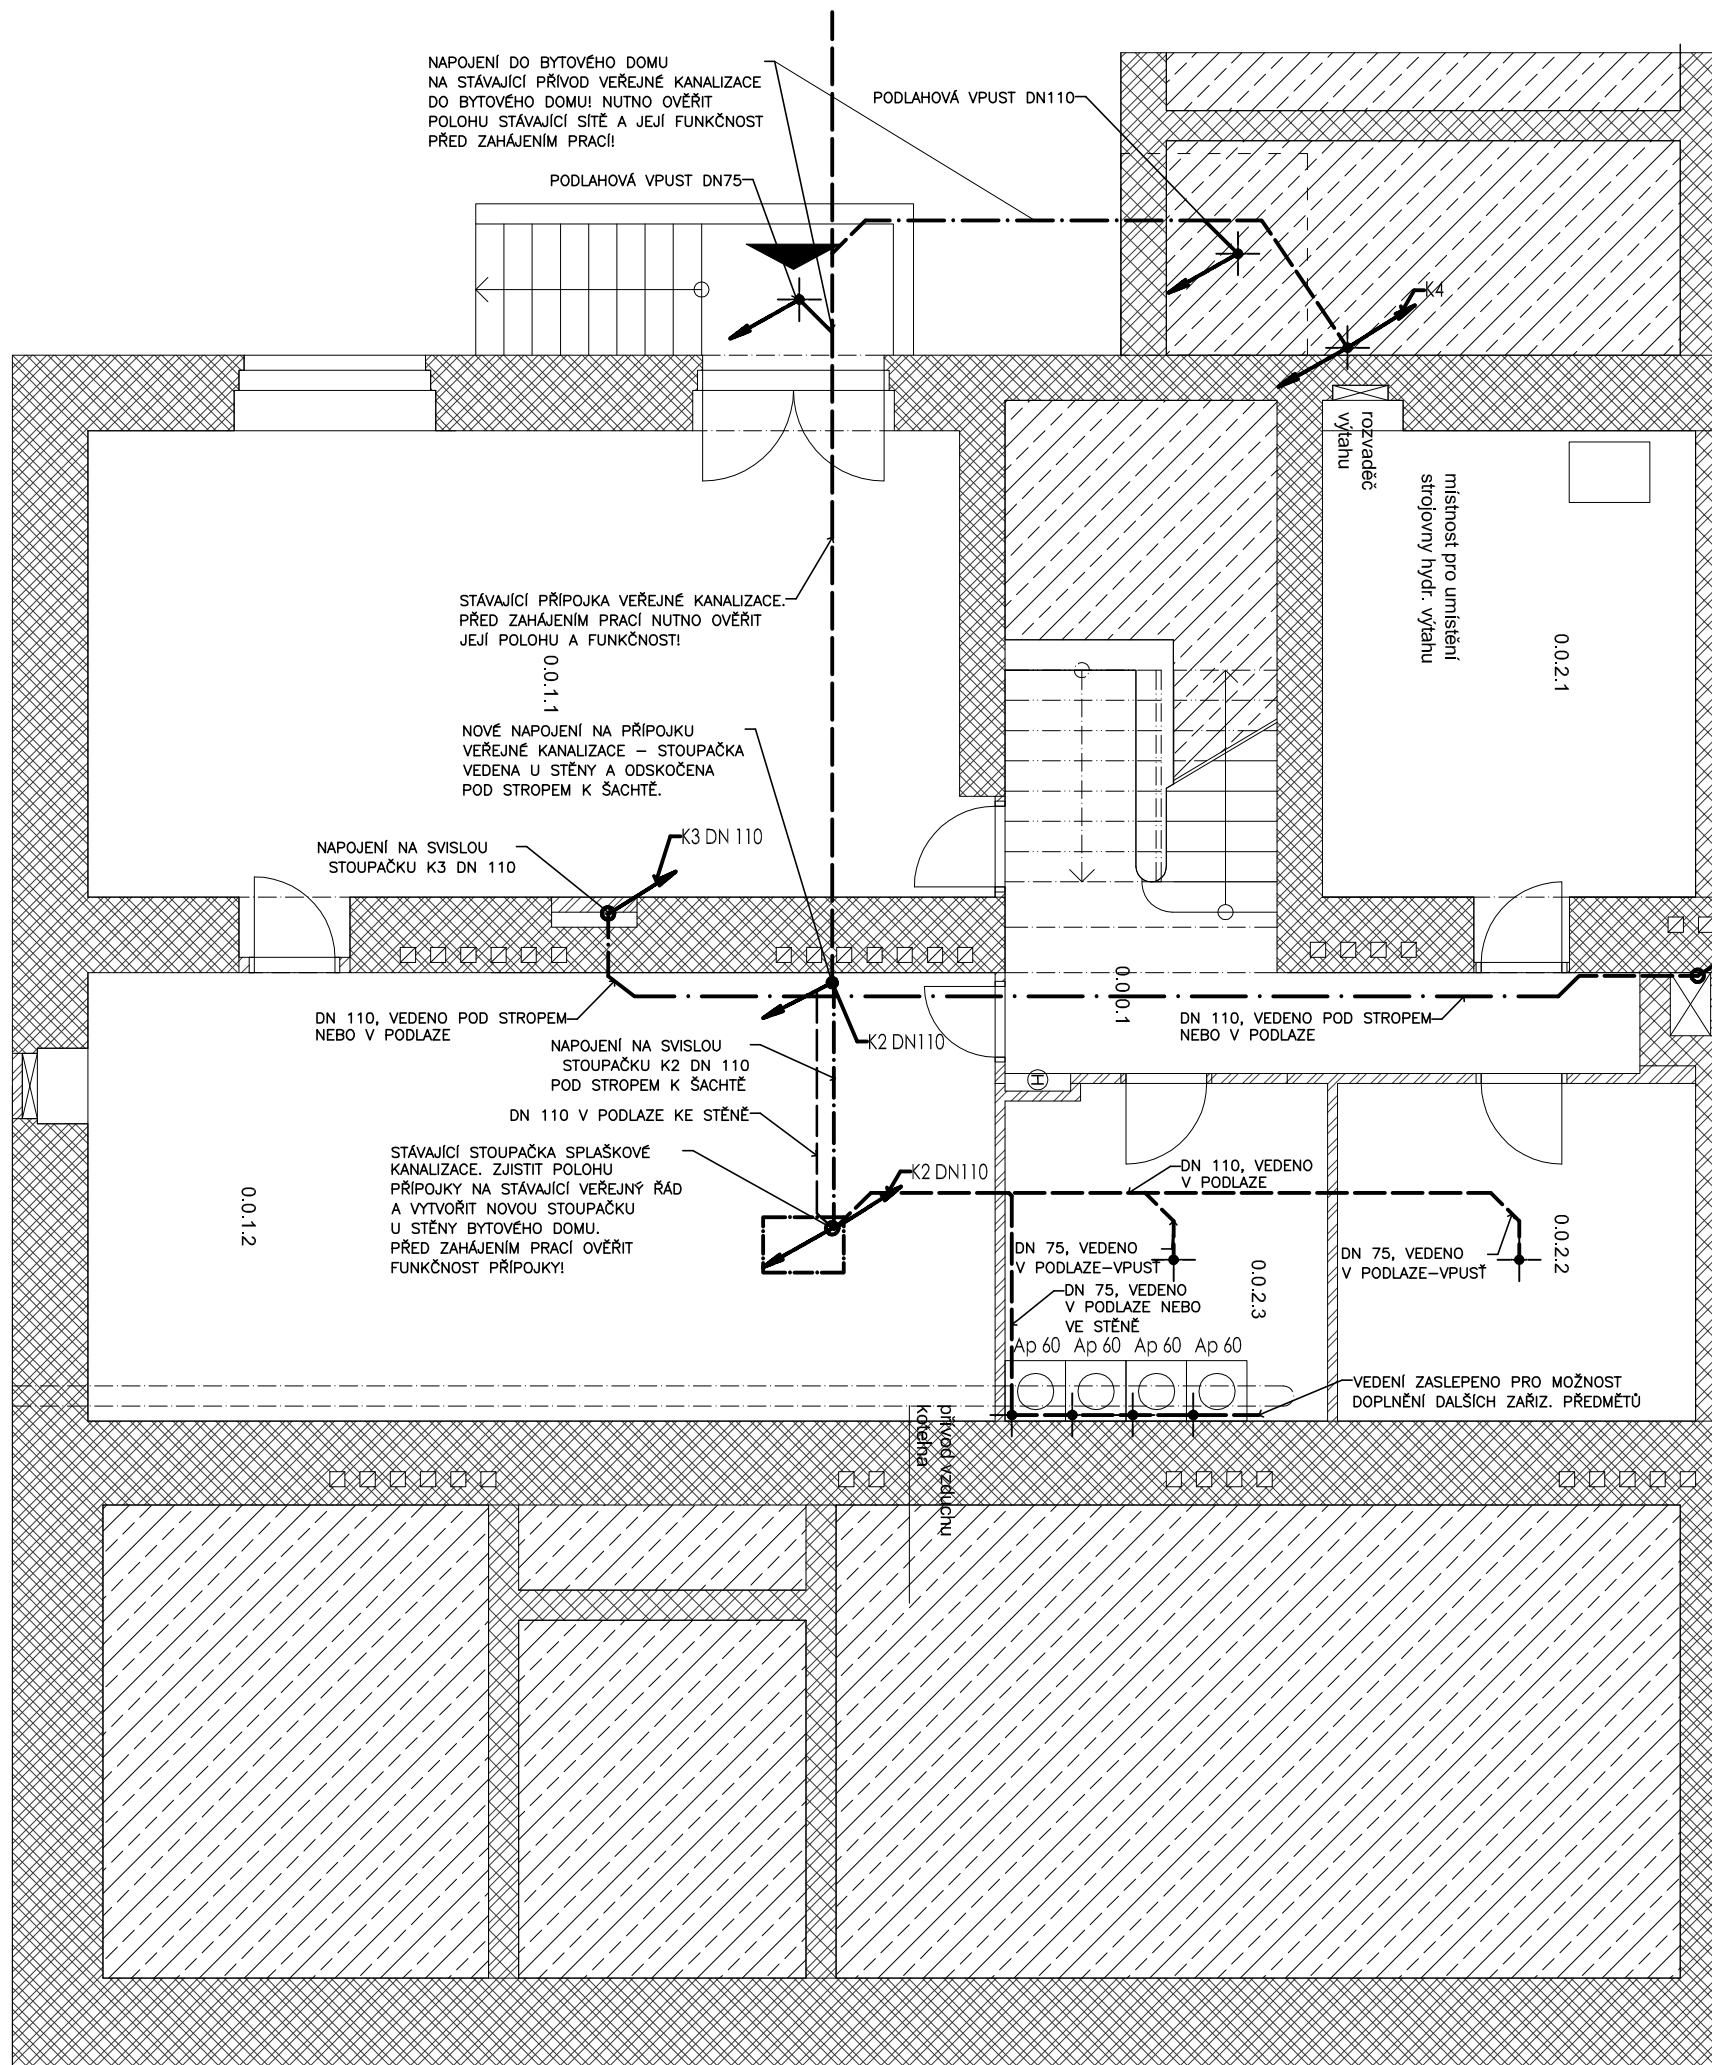 NAPOJENÍ DO BYTOVÉHO DOMU
NA STÁVAJÍCÍ PŘÍVOD VEŘEJNÉ KANALIZACE
DO BYTOVÉHO DOMU! NUTNO OVĚŘIT
POLOHU STÁVAJÍCÍ SÍTĚ A JEJÍ FUNKČNOST
PŘED ZAHÁJENÍM PRACÍ!
PODLAHOVÁ VPUST DN110
PODLAHOVÁ VPUST DN75
K4
rozvaděč
výtahu
místnost pro umístění
strojovny hydr. výtahu
0.0.2.1
STÁVAJÍCÍ PŘÍPOJKA VEŘEJNÉ KANALIZACE.
PŘED ZAHÁJENÍM PRACÍ NUTNO OVĚŘIT
JEJÍ POLOHU A FUNKČNOST!
0.0.1.1
NOVÉ NAPOJENÍ NA PŘÍPOJKU
VEŘEJNÉ KANALIZACE – STOUPAČKA
VEDENA U STĚNY A ODSKOČENA
POD STROPEM K ŠACHTĚ.
K3 DN 110
NAPOJENÍ NA SVISLOU
STOUPAČKU K3 DN 110
0.00.1
DN 110, VEDENO POD STROPEM
NEBO V PODLAZE
DN 110, VEDENO POD STROPEM
NEBO V PODLAZE
K2 DN110
NAPOJENÍ NA SVISLOU
STOUPAČKU K2 DN 110
POD STROPEM K ŠACHTĚ
H
DN 110 V PODLAZE KE STĚNĚ
STÁVAJÍCÍ STOUPAČKA SPLAŠKOVÉ
KANALIZACE. ZJISTIT POLOHU
PŘÍPOJKY NA STÁVAJÍCÍ VEŘEJNÝ ŘÁD
A VYTVOŘIT NOVOU STOUPAČKU
U STĚNY BYTOVÉHO DOMU.
PŘED ZAHÁJENÍM PRACÍ OVĚŘIT
FUNKČNOST PŘÍPOJKY!
K2 DN110
DN 110, VEDENO
V PODLAZE
0.0.1.2
DN 75, VEDENO
V PODLAZE–VPUSŤ
0.0.2.3
DN 75, VEDENO
V PODLAZE–VPUSŤ
0.0.2.2
DN 75, VEDENO
V PODLAZE NEBO
VE STĚNĚ
Ap 60 Ap 60 Ap 60 Ap 60
VEDENÍ ZASLEPENO PRO MOŽNOST
DOPLNĚNÍ DALŠÍCH ZAŘIZ. PŘEDMĚTŮ
přívod vzduchu
kotelna